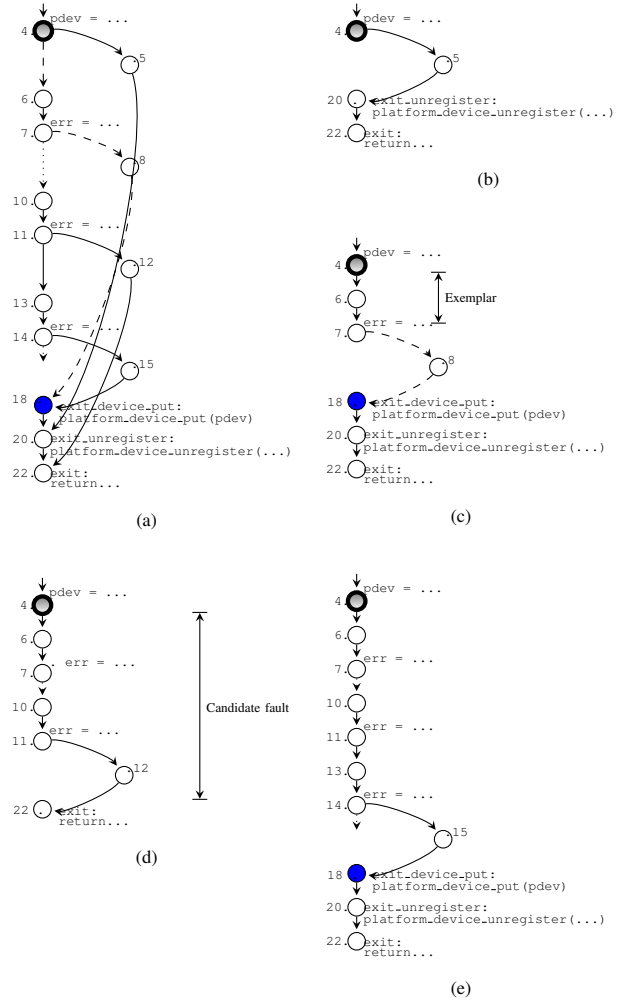 pdev = ...
4.
.5
6.
err = ...
7.
.8
10.
err = ...
11.
.12
13.
err = ...
14.
.15
18 .
exit_device_put:
platform_device_put(pdev)
20.
exit_unregister:
platform_device_unregister(...)
22.
exit:
return...
(a)
pdev = ...
4.
.5
20 .
exit_unregister:
platform_device_unregister(...)
22.
exit:
return...
(b)
pdev = ...
4.
Exemplar
6.
err = ...
7.
.8
18 .
exit_device_put:
platform_device_put(pdev)
20.
exit_unregister:
platform_device_unregister(...)
22.
exit:
return...
(c)
pdev = ...
4.
6.
. err = ...
7.
10.
Candidate fault
err = ...
11.
.12
22 .
exit:
return...
(d)
pdev = ...
4.
6.
err = ...
7.
10.
err = ...
11.
13.
err = ...
14.
.15
18 .
exit_device_put:
platform_device_put(pdev)
20.
exit_unregister:
platform_device_unregister(...)
22.
exit:
return...
(e)